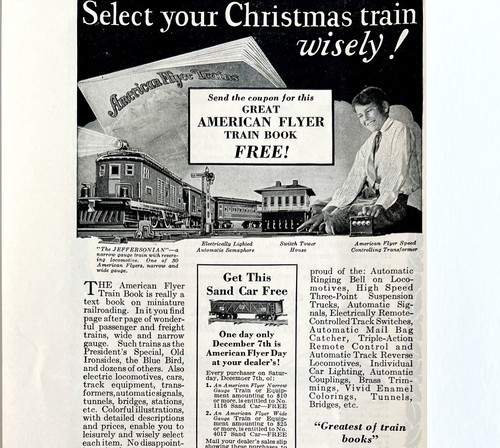 Select your Christmas train
wisely!
American Flyer Trains
Send the coupon for this
GREAT
AMERICAN FLYER
TRAIN BOOK
FREE!
"The JEFFERSONIAN"—a
narrow gauge train with revers-
ing locomotive. One of 30
American Flyers, narrow and
wide gauge.
Electrically Lighted
Automatic Semaphore
Switch Tower
House
American Flyer Speed
Controlling Transformer
THE American Flyer
Train Book is really a
text book on miniature
railroading. In it you find
page after page of wonder-
ful passenger and freight
trains, wide and narrow
gauge. Such trains as the
President's Special, Old
Ironsides, the Blue Bird,
and dozens of others. Also
electric locomotives, cars,
track equipment, trans-
formers, automatic signals,
tunnels, bridges, stations,
etc. Colorful illustrations,
with detailed descriptions
and prices, enable you to
leisurely and wisely select
each item. No disappoint-
Get This
Sand Car Free
One day only
December 7th is
American Flyer Day
at your dealer's!
Every purchase on Satur-
day, December 7th, of:
1. An American Flyer Narrow
Gauge Train or Equip-
ment amounting to $10
or more, is entitled to No.
1116 Sand Car—FREE
2. An American Flyer Wide
Gauge Train or Equip-
ment amounting to $25
or more, is entitled to No.
4017 Sand Car—FREE
Mail your dealer's sales slip
proud of the: Automatic
Ringing Bell on Loco-
motives, High Speed
Three-Point Suspension
Trucks, Automatic Sig-
nals, Electrically Remote-
Controlled Track Switches,
Automatic Mail Bag
Catcher, Triple-Action
Remote Control and
Automatic Track Reverse
Locomotives, Individual
Car Lighting, Automatic
Couplings, Brass Trim-
mings, Vivid Enamel
Colorings, Tunnels,
Bridges, etc.
"Greatest of train
books"